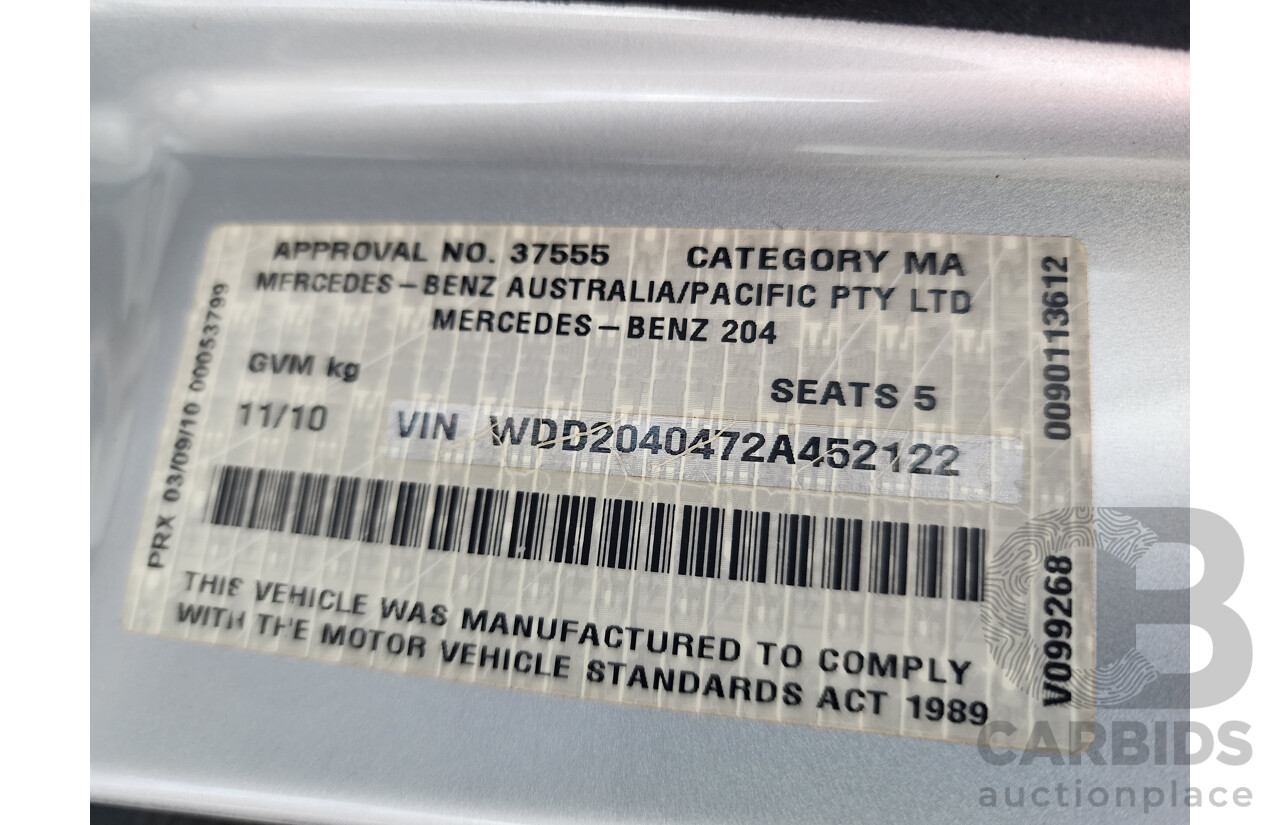 APPROVAL NO. 37555 CATEGORY MA
MERCEDES-BENZ AUSTRALIA/PACIFIC PTY LTD
MERCEDES-BENZ 204
GVM kg SEATS 5
11/10 VIN WDD2040472A452122
THIS VEHICLE WAS MANUFACTURED TO COMPLY
WITH THE MOTOR VEHICLE STANDARDS ACT 1989
PRX 03/09/10 00053799
0090113612
V099268
CARBIDS
auctionplace